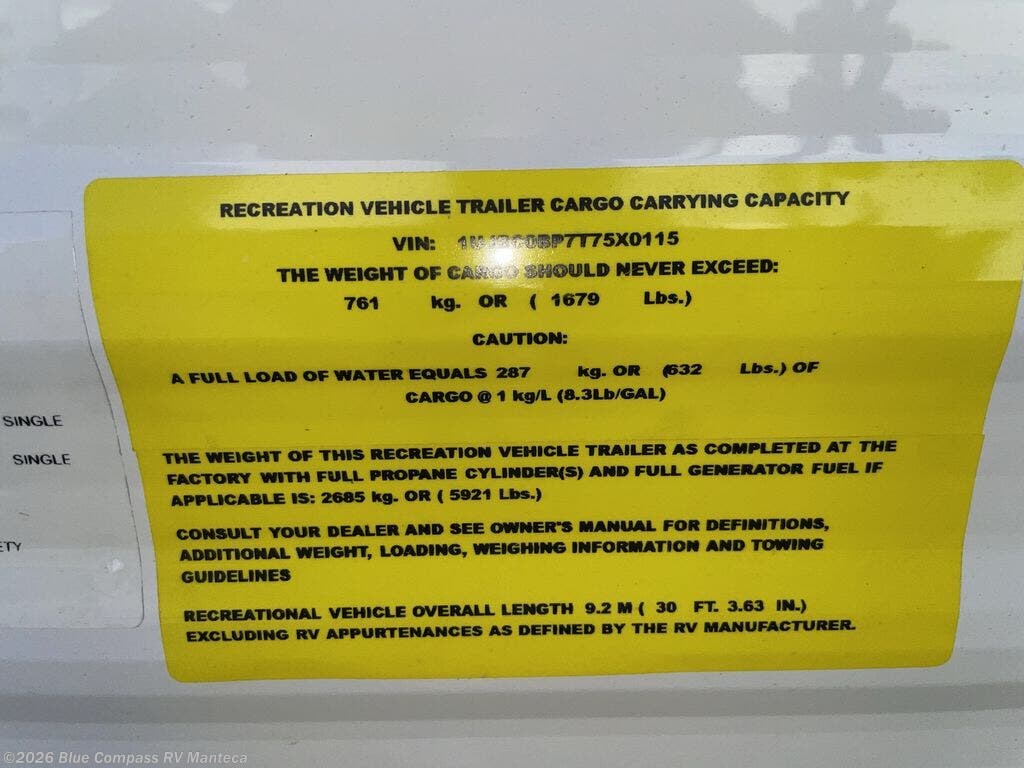 RECREATION VEHICLE TRAILER CARGO CARRYING CAPACITY
VIN:
THE WEIGHT OF CARGO SHOULD NEVER EXCEED:
761 kg. OR ( 1679 Lbs.)
CAUTION:
A FULL LOAD OF WATER EQUALS 287 kg. OR (632 Lbs.) OF
CARGO @ 1 kg/L (8.3Lb/GAL)
THE WEIGHT OF THIS RECREATION VEHICLE TRAILER AS COMPLETED AT THE
FACTORY WITH FULL PROPANE CYLINDER(S) AND FULL GENERATOR FUEL IF
APPLICABLE IS: 2685 kg. OR ( 5921 Lbs.)
CONSULT YOUR DEALER AND SEE OWNER'S MANUAL FOR DEFINITIONS,
ADDITIONAL WEIGHT, LOADING, WEIGHING INFORMATION AND TOWING
GUIDELINES
RECREATIONAL VEHICLE OVERALL LENGTH 9.2 M ( 30 FT. 3.63 IN.)
EXCLUDING RV APPURTENANCES AS DEFINED BY THE RV MANUFACTURER.
SINGLE
SINGLE
©2026 Blue Compass RV Manteca